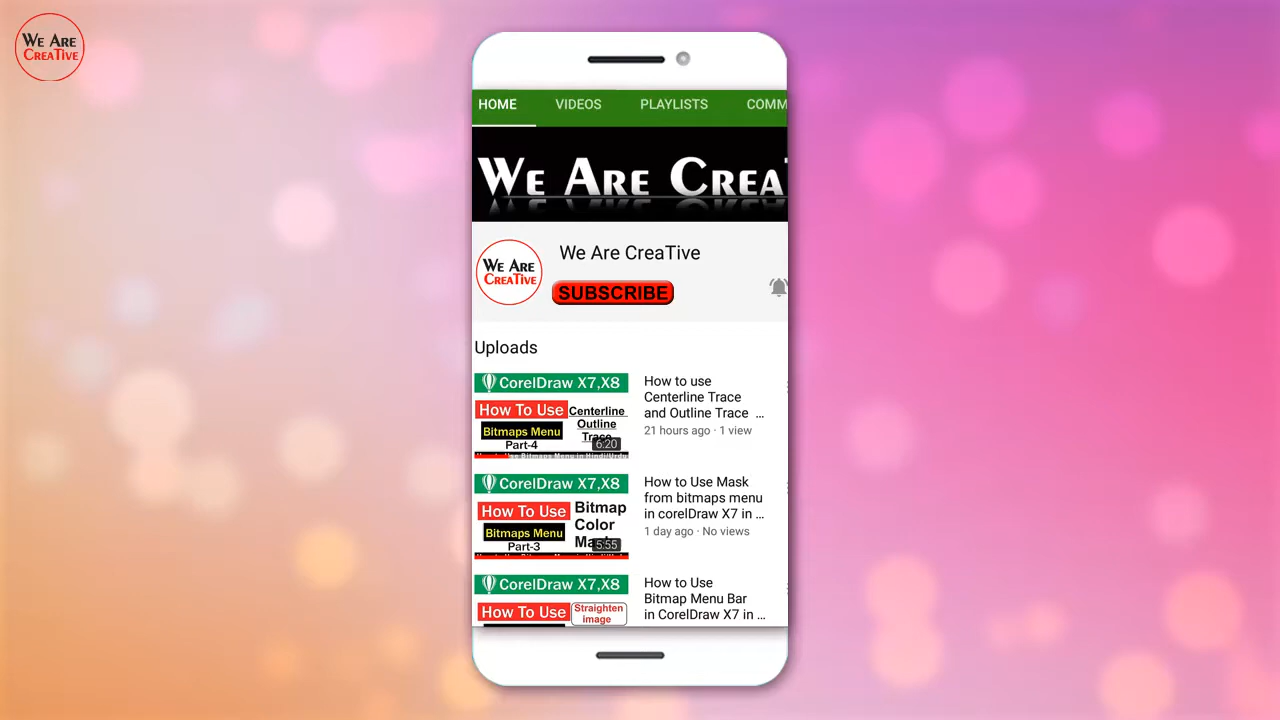 We Are
CreaTive
HOME VIDEOS PLAYLISTS COMM
We Are Crea
We Are
CreaTive
We Are CreaTive
SUBSCRIBE
Uploads
CorelDraw X7,X8
How To Use
Centerline
Outline
Trace
Bitmaps Menu
Part-4
6:20
How to use
Centerline Trace
and Outline Trace ...
21 hours ago · 1 view
CorelDraw X7,X8
How To Use
Bitmap
Color
Bitmaps Menu
Part-3
5:55
How to Use Mask
from bitmaps menu
in corelDraw X7 in ...
1 day ago · No views
CorelDraw X7,X8
How To Use
Straighten
image
How to Use
Bitmap Menu Bar
in CorelDraw X7 in ...